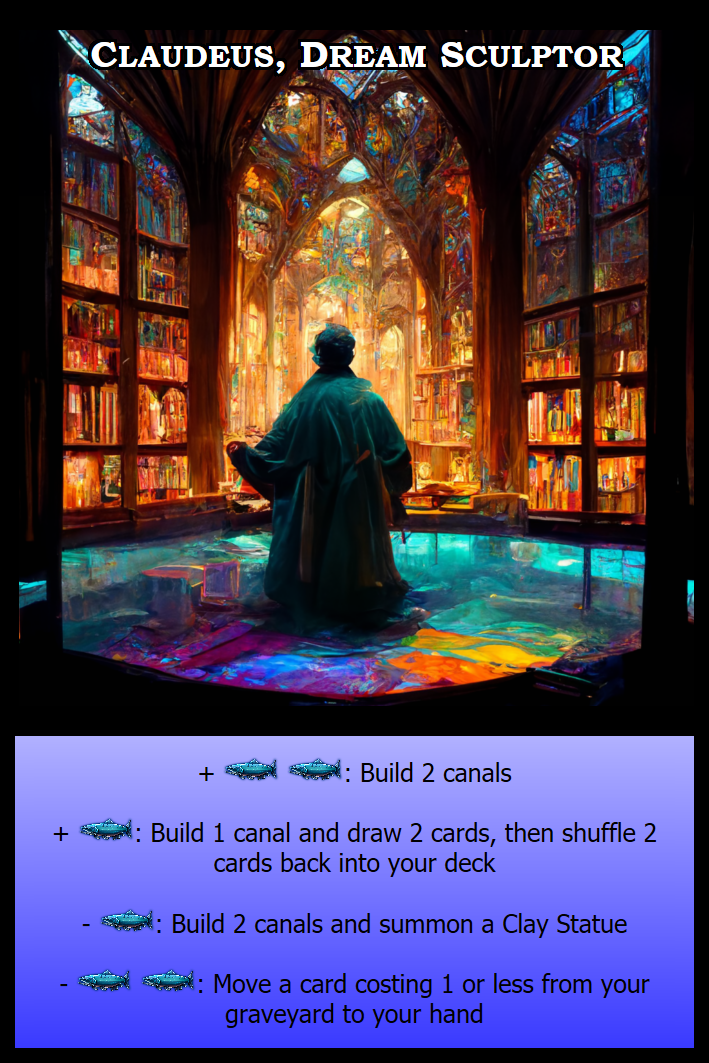 Claudeus, Dream Sculptor
+ : Build 2 canals
+ : Build 1 canal and draw 2 cards, then shuffle 2
cards back into your deck
- : Build 2 canals and summon a Clay Statue
- : Move a card costing 1 or less from your
graveyard to your hand